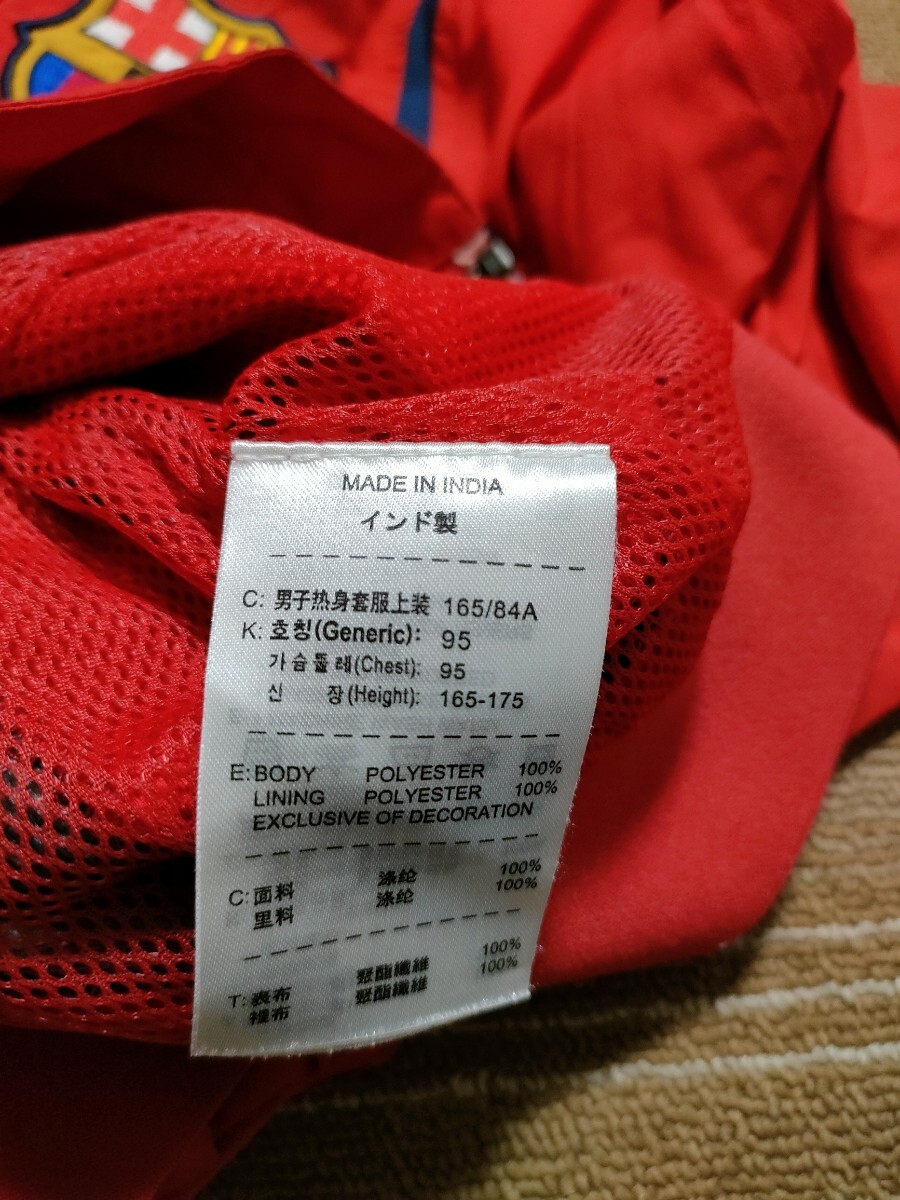 MADE IN INDIA
インド製
C: 男子热身套服上装 165/84A
K: 호칭(Generic): 95
가슴둘레(Chest): 95
신 장(Height): 165-175
E: BODY POLYESTER 100%
LINING POLYESTER 100%
EXCLUSIVE OF DECORATION
C: 面料 涤纶 100%
里料 涤纶 100%
T: 表布 聚酯纖維 100%
裡布 聚酯纖維 100%